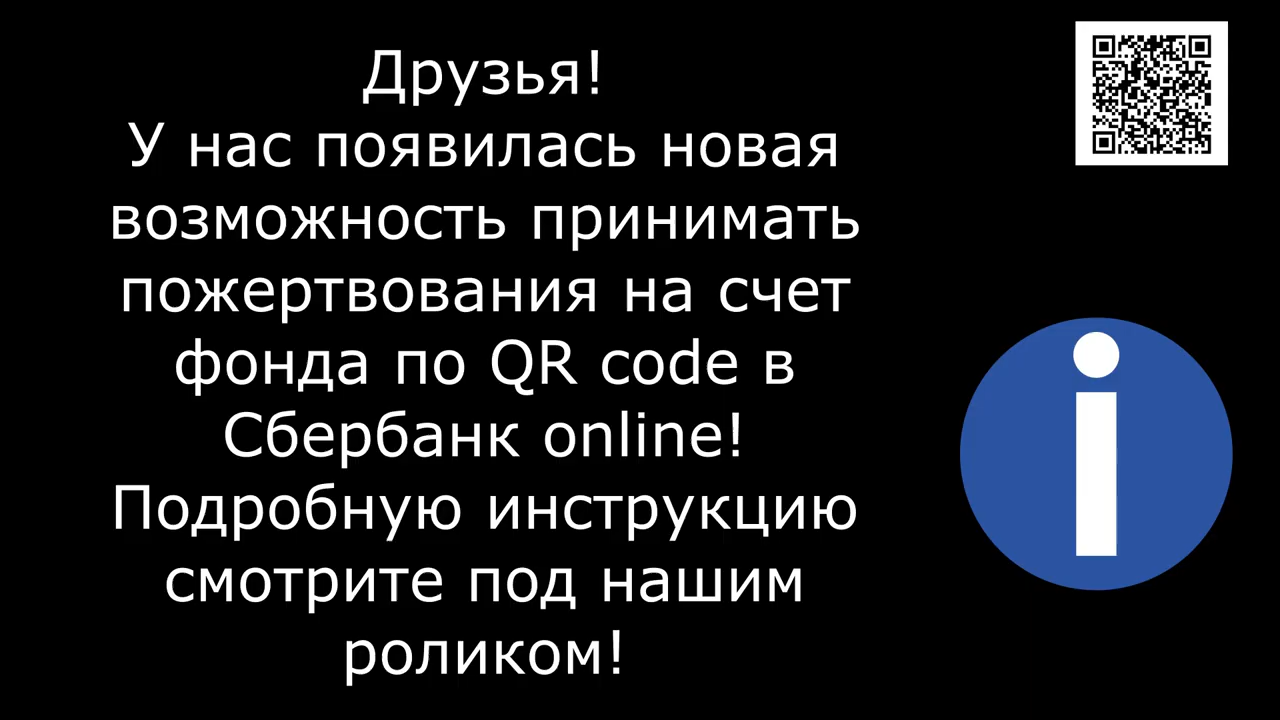 Друзья!
У нас появилась новая
возможность принимать
пожертвования на счет
фонда по QR code в
Сбербанк online!
Подробную инструкцию
смотрите под нашим
роликом!